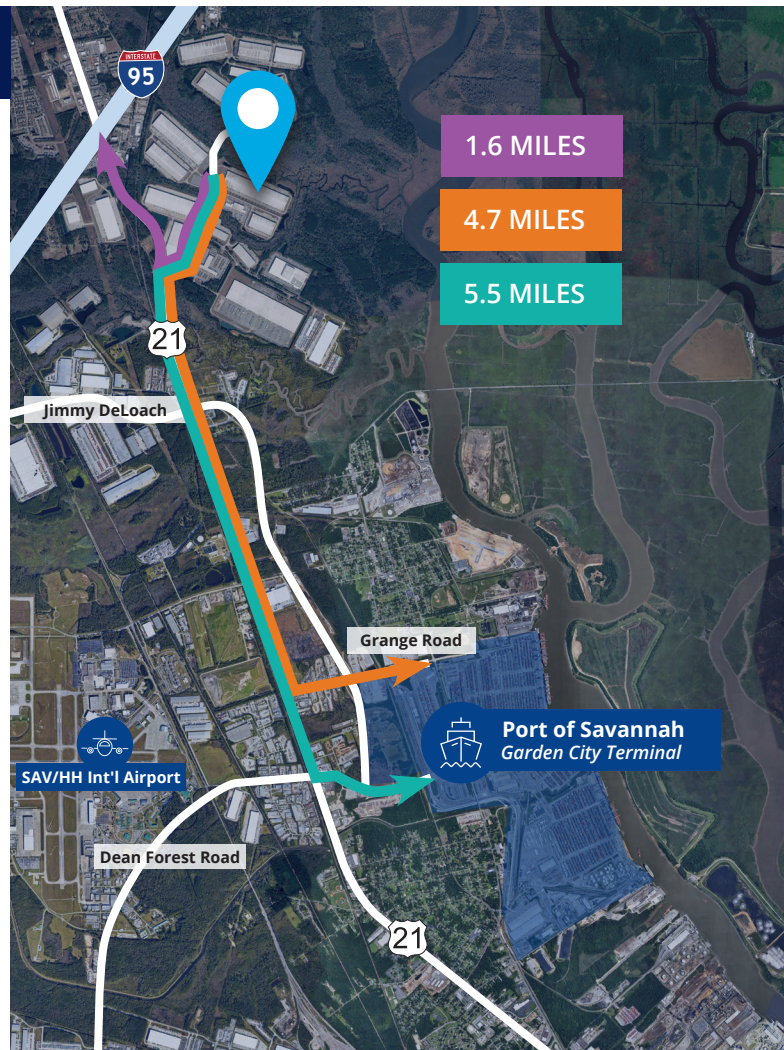 INTERSTATE
95
1.6 MILES
4.7 MILES
5.5 MILES
21
Jimmy DeLoach
Grange Road
Port of Savannah
Garden City Terminal
SAV/HH Int'l Airport
Dean Forest Road
21